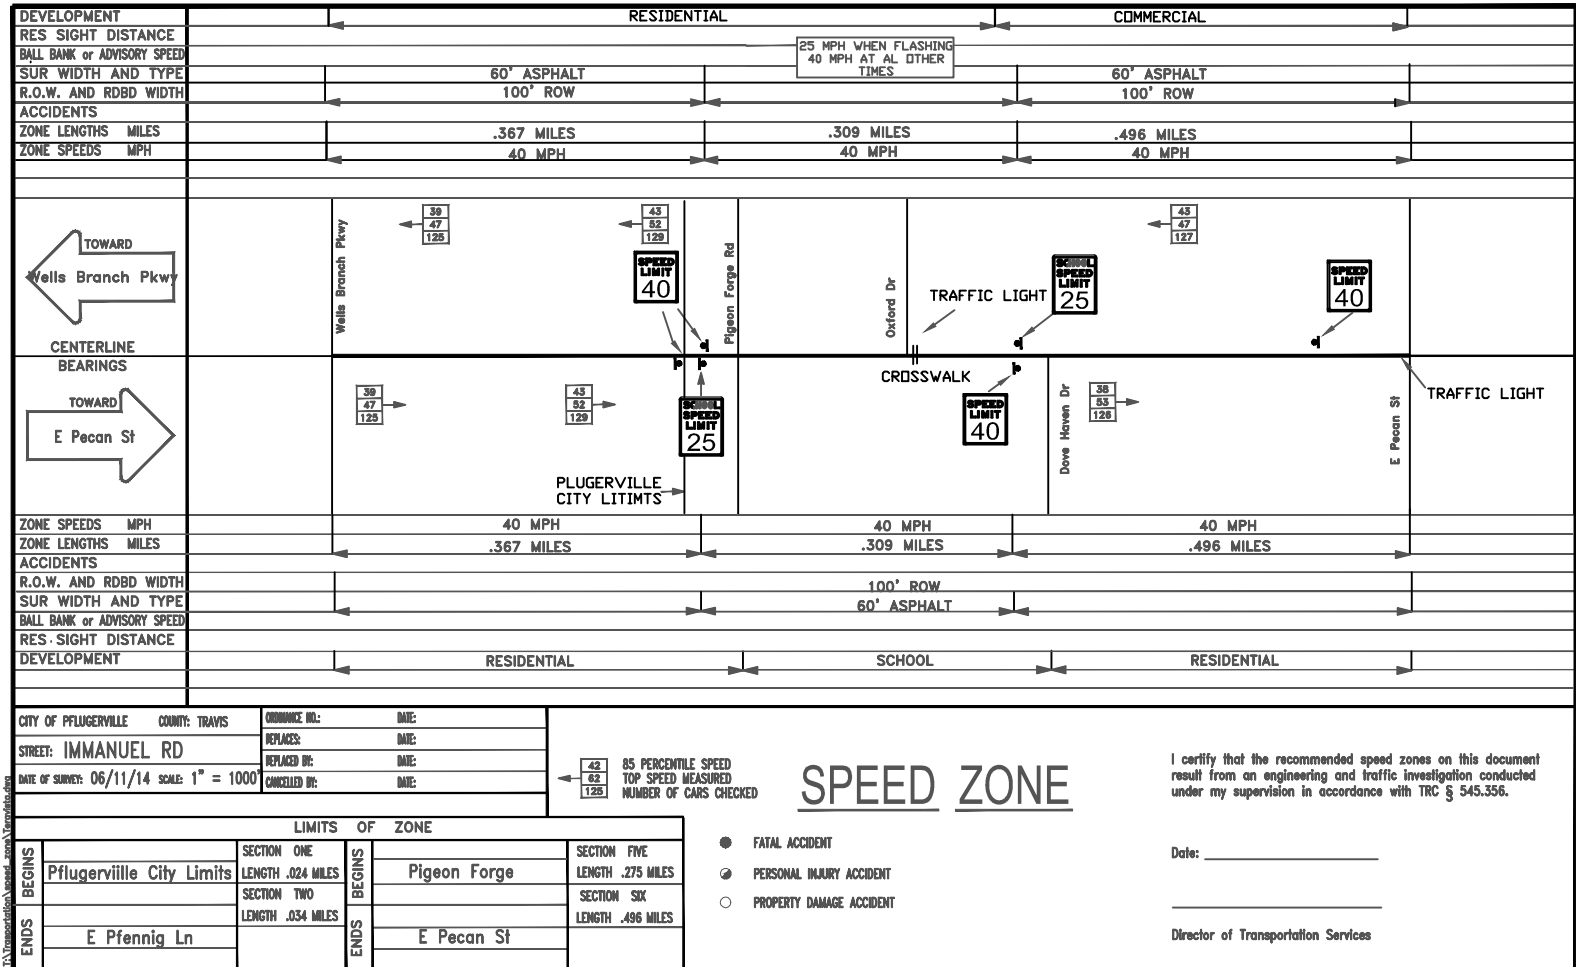 DEVELOPMENT RESIDENTIAL COMMERCIAL
RES SIGHT DISTANCE
BALL BANK or ADVISORY SPEED
25 MPH WHEN FLASHING
40 MPH AT AL OTHER
TIMES
SUR WIDTH AND TYPE 60' ASPHALT 60' ASPHALT
R.O.W. AND RDBD WIDTH 100' ROW 100' ROW
ACCIDENTS
ZONE LENGTHS MILES .367 MILES .309 MILES .496 MILES
ZONE SPEEDS MPH 40 MPH 40 MPH 40 MPH
39
47
125
43
52
129
43
47
127
TOWARD
Wells Branch Pkwy
Wells Branch Pkwy
SPEED
LIMIT
40
Pigeon Forge Rd
Oxford Dr
TRAFFIC LIGHT
SCHOOL
SPEED
LIMIT
25
SPEED
LIMIT
40
CENTERLINE
BEARINGS
CROSSWALK
TOWARD
E Pecan St
39
47
125
43
52
129
SCHOOL
SPEED
LIMIT
25
SPEED
LIMIT
40
Dove Haven Dr
38
53
126
E Pecan St
TRAFFIC LIGHT
PLUGERVILLE
CITY LITIMTS
ZONE SPEEDS MPH 40 MPH 40 MPH 40 MPH
ZONE LENGTHS MILES .367 MILES .309 MILES .496 MILES
ACCIDENTS
R.O.W. AND RDBD WIDTH 100' ROW
SUR WIDTH AND TYPE 60' ASPHALT
BALL BANK or ADVISORY SPEED
RES. SIGHT DISTANCE
DEVELOPMENT RESIDENTIAL SCHOOL RESIDENTIAL
CITY OF PFLUGERVILLE COUNTY: TRAVIS
STREET: IMMANUEL RD
DATE OF SURVEY: 06/11/14 SCALE: 1" = 1000'
ORDINANCE NO.: DATE:
REPLACES: DATE:
REPLACED BY: DATE:
CANCELLED BY: DATE:
42
62
125
85 PERCENTILE SPEED
TOP SPEED MEASURED
NUMBER OF CARS CHECKED
SPEED ZONE
I certify that the recommended speed zones on this document
result from an engineering and traffic investigation conducted
under my supervision in accordance with TRC § 545.356.
FATAL ACCIDENT
PERSONAL INJURY ACCIDENT
PROPERTY DAMAGE ACCIDENT
Date:
Director of Transportation Services
LIMITS OF ZONE
BEGINS
Pflugerviille City Limits
SECTION ONE
LENGTH .024 MILES
SECTION TWO
LENGTH .034 MILES
ENDS
E Pfennig Ln
BEGINS
Pigeon Forge
SECTION FIVE
LENGTH .275 MILES
SECTION SIX
LENGTH .496 MILES
ENDS
E Pecan St